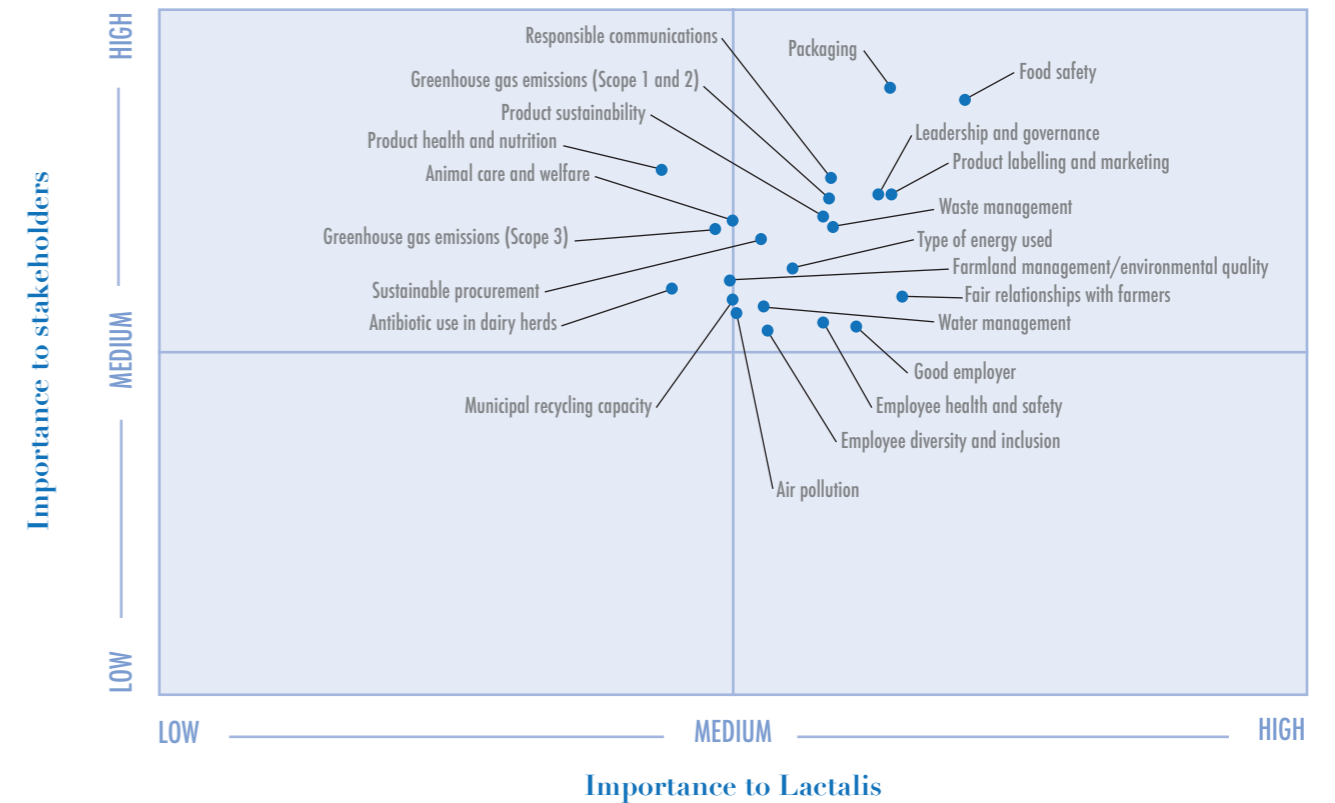 HIGH
MEDIUM
LOW
Importance to stakeholders
Responsible communications
Packaging
Food safety
Greenhouse gas emissions (Scope 1 and 2)
Product sustainability
Leadership and governance
Product health and nutrition
Product labelling and marketing
Animal care and welfare
Waste management
Greenhouse gas emissions (Scope 3)
Type of energy used
Farmland management/environmental quality
Sustainable procurement
Fair relationships with farmers
Antibiotic use in dairy herds
Water management
Good employer
Municipal recycling capacity
Employee health and safety
Employee diversity and inclusion
Air pollution
LOW
MEDIUM
HIGH
Importance to Lactalis